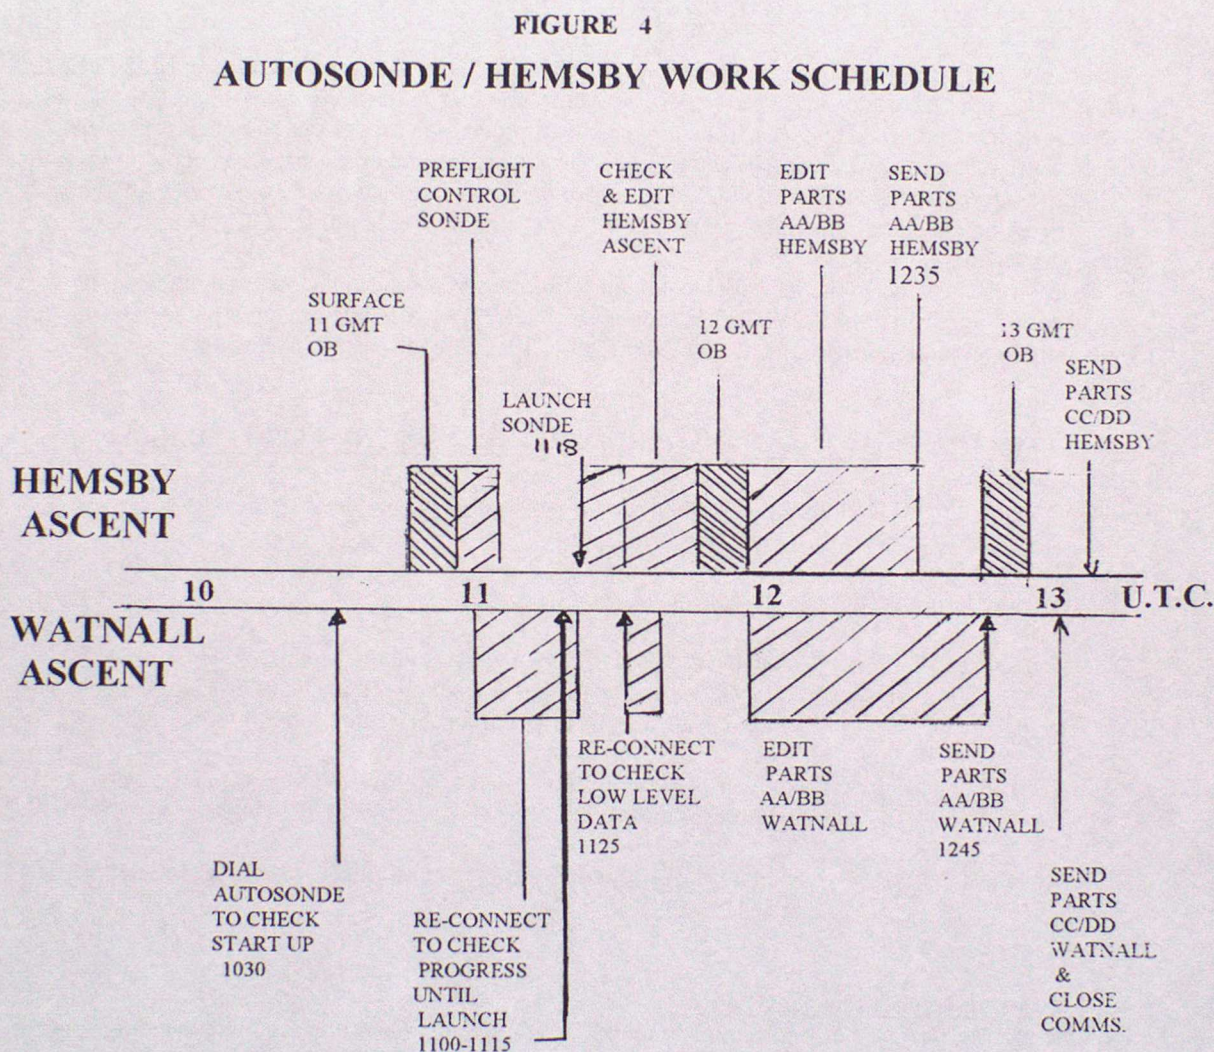 FIGURE 4
AUTOSONDE / HEMSBY WORK SCHEDULE
PREFLIGHT
CONTROL
SONDE
CHECK
& EDIT
HEMSBY
ASCENT
EDIT
PARTS
AA/BB
HEMSBY
SEND
PARTS
AA/BB
HEMSBY
1235
SURFACE
11 GMT
OB
12 GMT
OB
13 GMT
OB
SEND
PARTS
CC/DD
HEMSBY
LAUNCH
SONDE
1118
HEMSBY
ASCENT
10 11 12 13 U.T.C.
WATNALL
ASCENT
RE-CONNECT
TO CHECK
LOW LEVEL
DATA
1125
EDIT
PARTS
AA/BB
WATNALL
SEND
PARTS
AA/BB
WATNALL
1245
DIAL
AUTOSONDE
TO CHECK
START UP
1030
RE-CONNECT
TO CHECK
PROGRESS
UNTIL
LAUNCH
1100-1115
SEND
PARTS
CC/DD
WATNALL
&
CLOSE
COMMS.